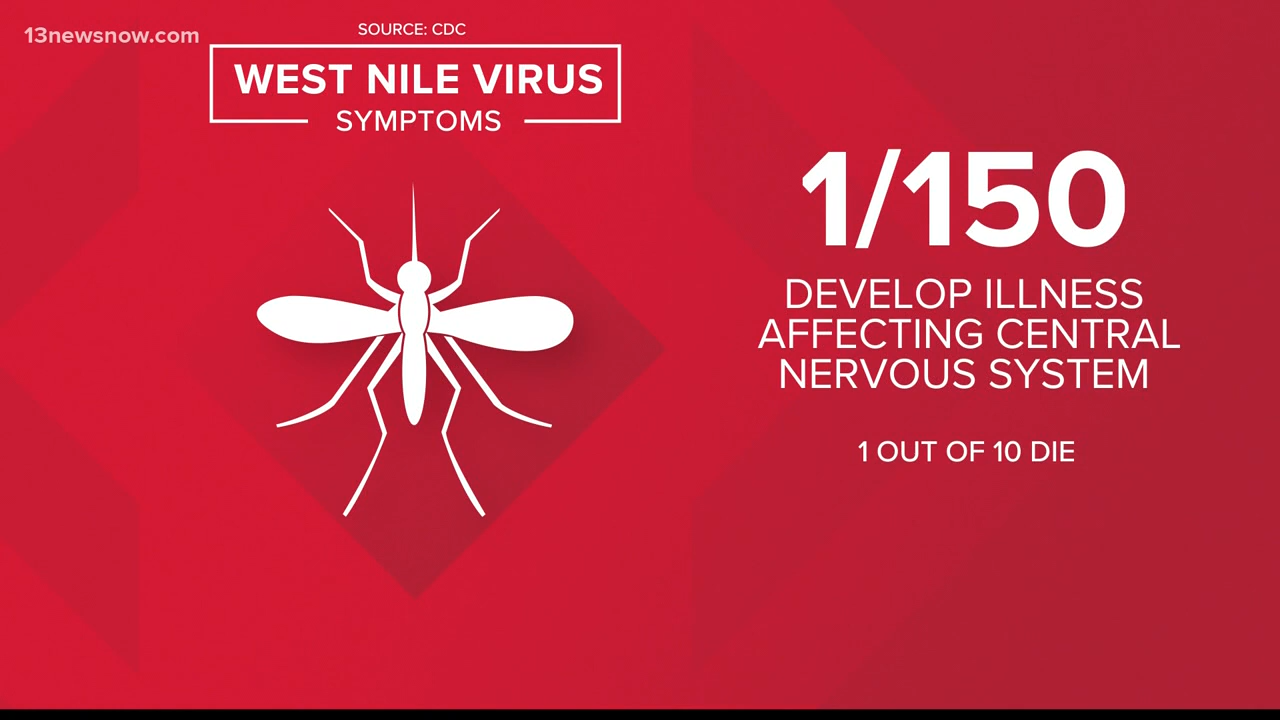 13newsnow.com
SOURCE: CDC
WEST NILE VIRUS
SYMPTOMS
1/150
DEVELOP ILLNESS
AFFECTING CENTRAL
NERVOUS SYSTEM
1 OUT OF 10 DIE